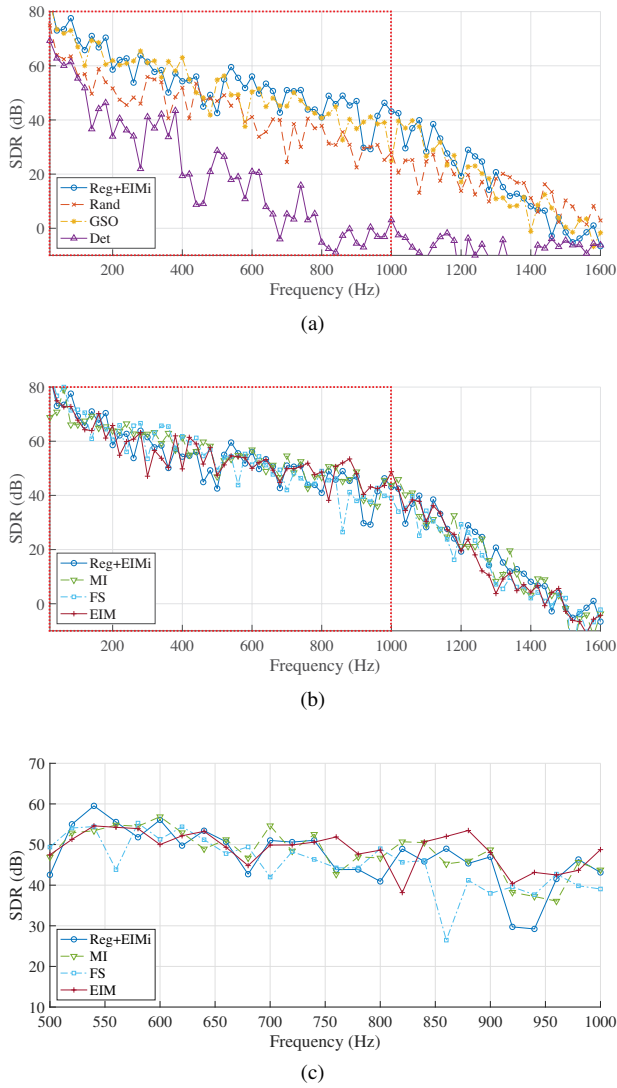 80
60
40
20
0
SDR (dB)
Reg+EIMi
Rand
GSO
Det
200 400 600 800 1000 1200 1400 1600
Frequency (Hz)
(a)
80
60
40
20
0
SDR (dB)
Reg+EIMi
MI
FS
EIM
200 400 600 800 1000 1200 1400 1600
Frequency (Hz)
(b)
70
60
50
40
30
20
10
SDR (dB)
Reg+EIMi
MI
FS
EIM
500 550 600 650 700 750 800 850 900 950 1000
Frequency (Hz)
(c)